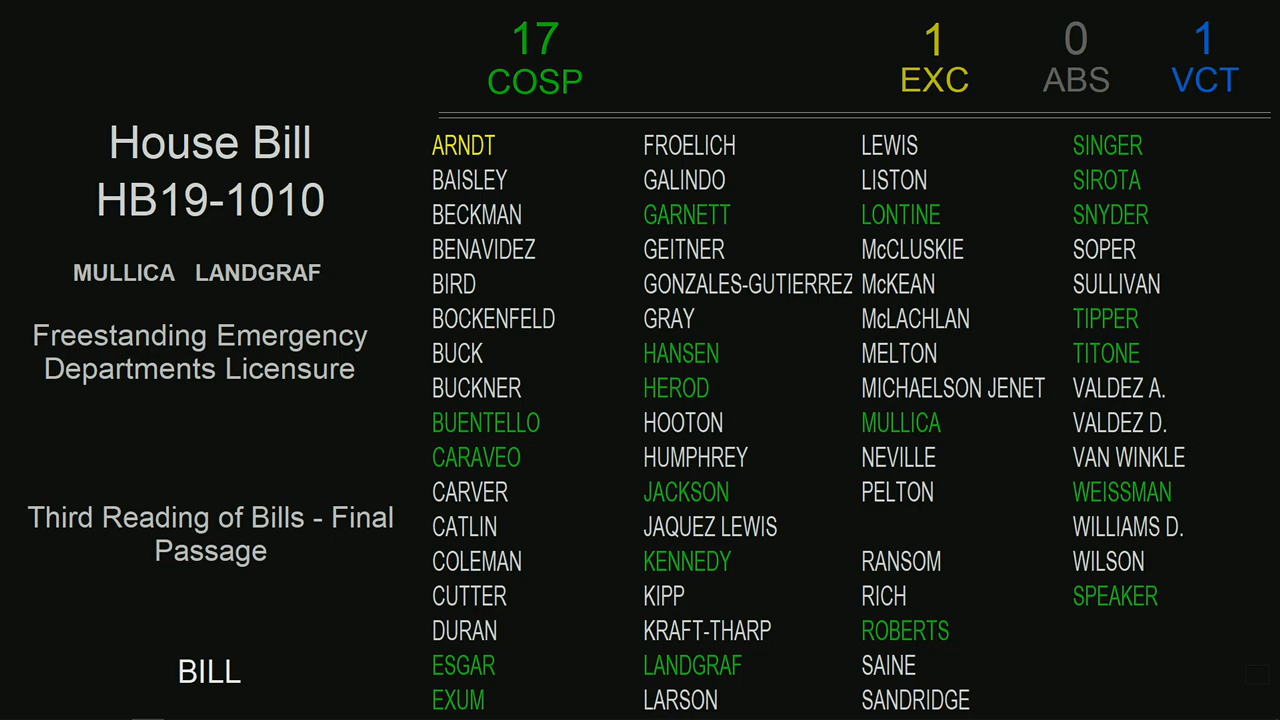 17 1 0 1
COSP EXC ABS VCT
House Bill
HB19-1010
MULLICA LANDGRAF
Freestanding Emergency
Departments Licensure
Third Reading of Bills - Final
Passage
BILL
ARNDT
BAISLEY
BECKMAN
BENAVIDEZ
BIRD
BOCKENFELD
BUCK
BUCKNER
BUENTELLO
CARAVEO
CARVER
CATLIN
COLEMAN
CUTTER
DURAN
ESGAR
EXUM
FROELICH
GALINDO
GARNETT
GEITNER
GONZALES-GUTIERREZ
GRAY
HANSEN
HEROD
HOOTON
HUMPHREY
JACKSON
JAQUEZ LEWIS
KENNEDY
KIPP
KRAFT-THARP
LANDGRAF
LARSON
LEWIS
LISTON
LONTINE
McCLUSKIE
McKEAN
McLACHLAN
MELTON
MICHAELSON JENET
MULLICA
NEVILLE
PELTON
RANSOM
RICH
ROBERTS
SAINE
SANDRIDGE
SINGER
SIROTA
SNYDER
SOPER
SULLIVAN
TIPPER
TITONE
VALDEZ A.
VALDEZ D.
VAN WINKLE
WEISSMAN
WILLIAMS D.
WILSON
SPEAKER